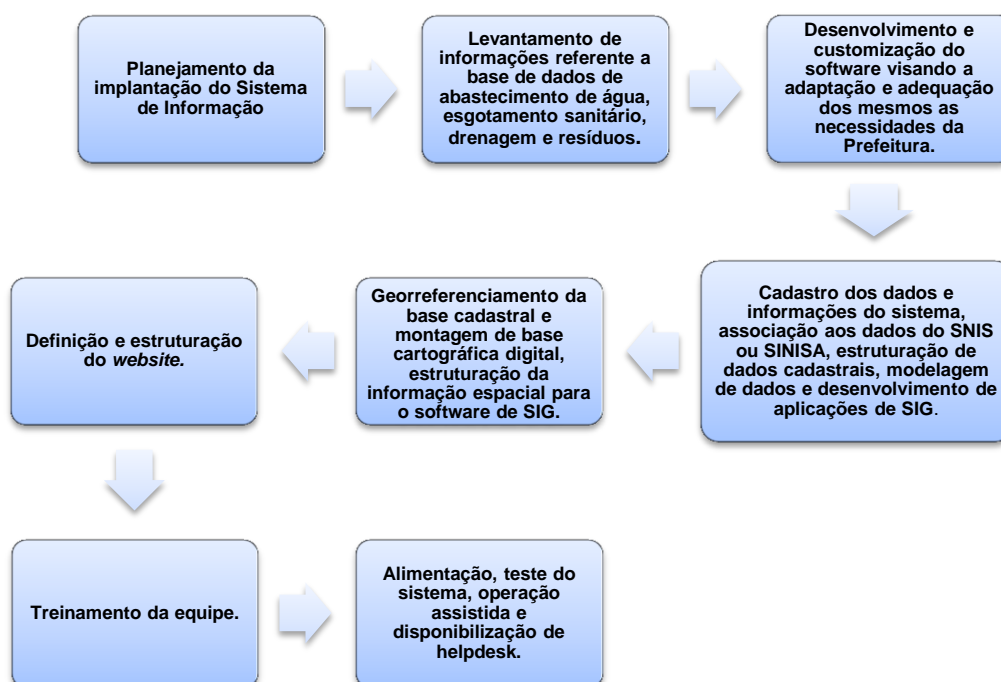 Planejamento da
implantação do Sistema
de Informação
Levantamento de
informações referente a
base de dados de
abastecimento de água,
esgotamento sanitário,
drenagem e resíduos.
Desenvolvimento e
customização do
software visando a
adaptação e adequação
dos mesmos as
necessidades da
Prefeitura.
Cadastro dos dados e
informações do sistema,
associação aos dados do SNIS
ou SINISA, estruturação de
dados cadastrais, modelagem
de dados e desenvolvimento de
aplicações de SIG.
Georreferenciamento da
base cadastral e
montagem de base
cartográfica digital,
estruturação da
informação espacial para
o software de SIG.
Definição e estruturação
do website.
Treinamento da equipe.
Alimentação, teste do
sistema, operação
assistida e
disponibilização de
helpdesk.